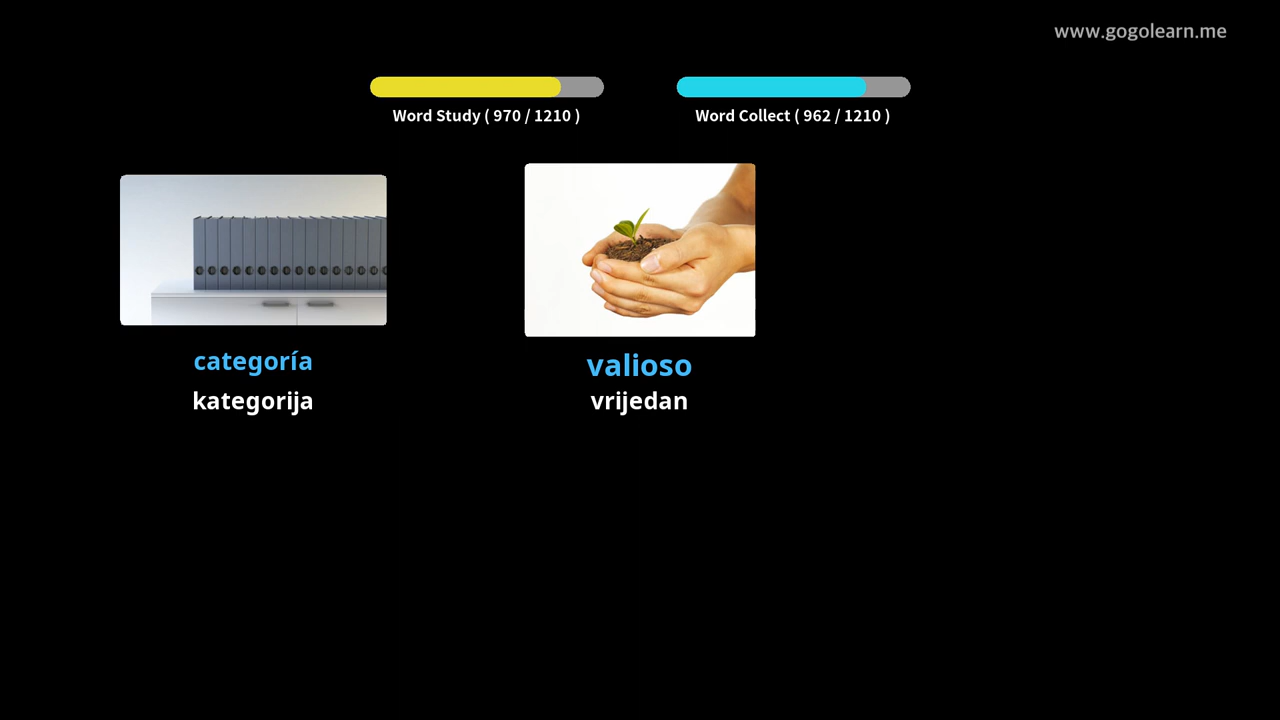 www.gogolearn.me
Word Study ( 970 / 1210 )
Word Collect ( 962 / 1210 )
categoría
kategorija
valioso
vrijedan